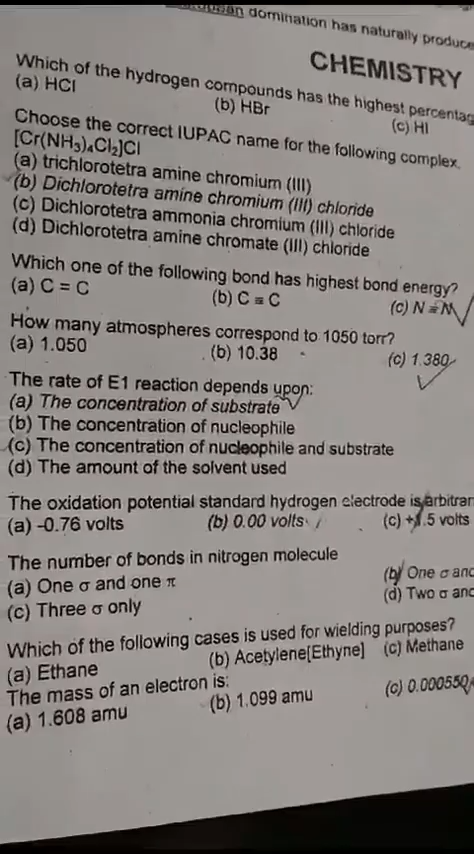 domination has naturally produce
CHEMISTRY
Which of the hydrogen compounds has the highest percentag
(a) HCl (b) HBr (c) HI
Choose the correct IUPAC name for the following complex.
[Cr(NH₃)₄Cl₂]Cl
(a) trichlorotetra amine chromium (III)
(b) Dichlorotetra amine chromium (III) chloride
(c) Dichlorotetra ammonia chromium (III) chloride
(d) Dichlorotetra amine chromate (III) chloride
Which one of the following bond has highest bond energy?
(a) C = C (b) C ≡ C (c) N ≡ N
How many atmospheres correspond to 1050 torr?
(a) 1.050 (b) 10.38 (c) 1.380
The rate of E1 reaction depends upon:
(a) The concentration of substrate
(b) The concentration of nucleophile
(c) The concentration of nucleophile and substrate
(d) The amount of the solvent used
The oxidation potential standard hydrogen electrode is arbitrar
(a) -0.76 volts (b) 0.00 volts (c) +1.5 volts
The number of bonds in nitrogen molecule
(a) One σ and one π (b) One σ and
(c) Three σ only (d) Two σ and
Which of the following cases is used for wielding purposes?
(a) Ethane (b) Acetylene[Ethyne] (c) Methane
The mass of an electron is:
(a) 1.608 amu (b) 1.099 amu (c) 0.000550